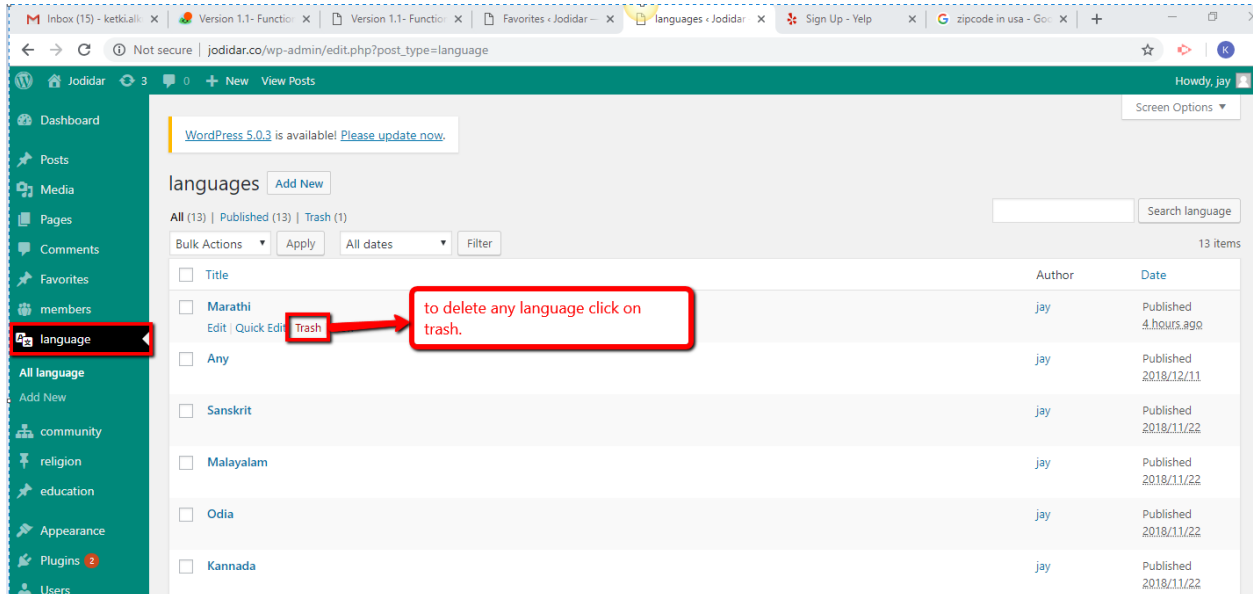 Inbox (15) - ketki.alk
Version 1.1- Function
Version 1.1- Function
Favorites ‹ Jodidar —
languages ‹ Jodidar
Sign Up - Yelp
zipcode in usa - Goo
Not secure | jodidar.co/wp-admin/edit.php?post_type=language
K
Jodidar 3 0 + New View Posts
Howdy, jay
Screen Options ▼
Dashboard
Posts
Media
Pages
Comments
Favorites
members
language
All language
Add New
community
religion
education
Appearance
Plugins 2
Users
WordPress 5.0.3 is available! Please update now.
languages Add New
All (13) | Published (13) | Trash (1)
Search language
Bulk Actions ▼ Apply All dates ▼ Filter
13 items
Title Author Date
Marathi jay Published
Edit | Quick Edit Trash 4 hours ago
to delete any language click on
trash.
Any jay Published
2018/12/11
Sanskrit jay Published
2018/11/22
Malayalam jay Published
2018/11/22
Odia jay Published
2018/11/22
Kannada jay Published
2018/11/22